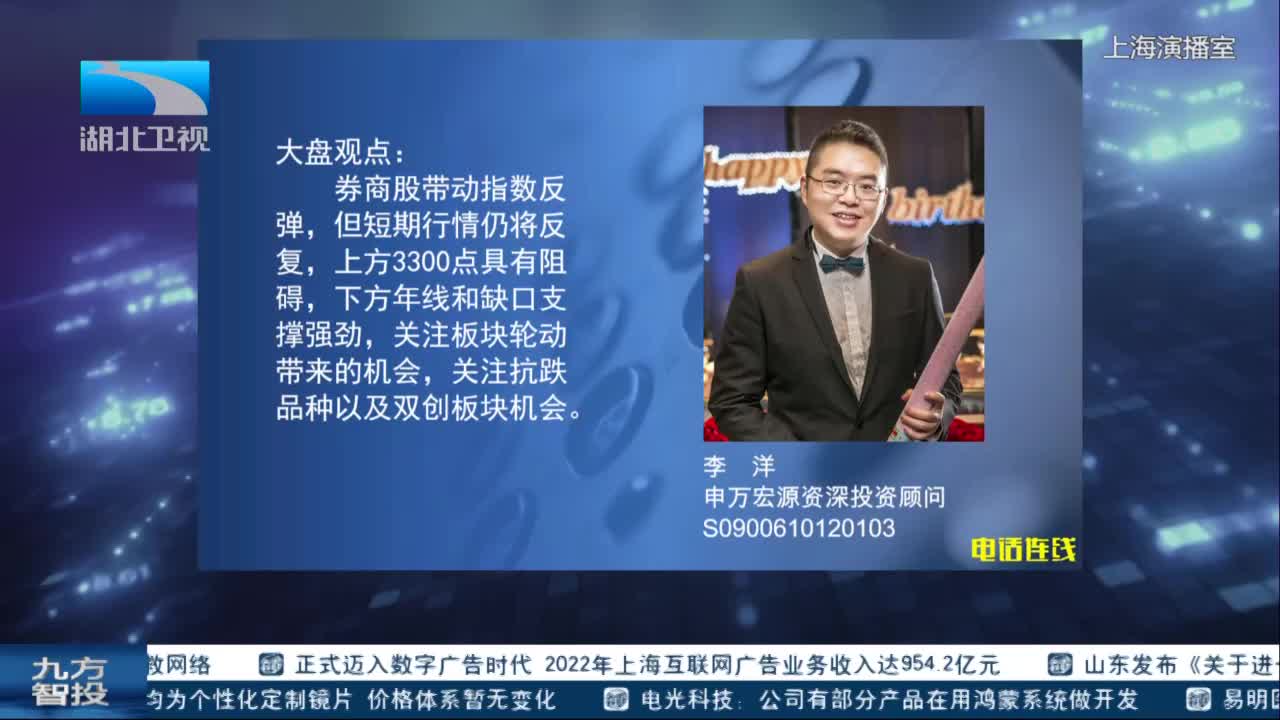 上海演播室
湖北卫视
大盘观点：
券商股带动指数反
弹，但短期行情仍将反
复，上方3300点具有阻
碍，下方年线和缺口支
撑强劲，关注板块轮动
带来的机会，关注抗跌
品种以及双创板块机会。
happy
birth
李 洋
申万宏源资深投资顾问
S0900610120103
电话连线
九方
智投
网络 正式迈入数字广告时代 2022年上海互联网广告业务收入达954.2亿元 山东发布《关于进
均为个性化定制镜片 价格体系暂无变化 电光科技：公司有部分产品在用鸿蒙系统做开发 易明